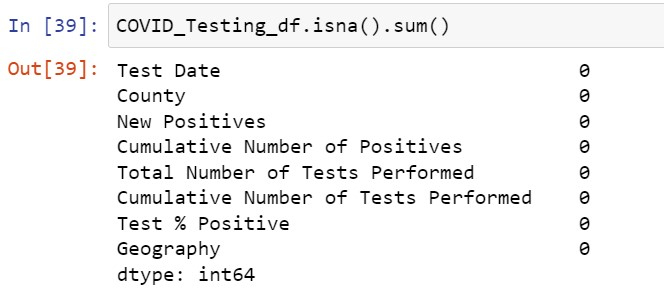 In [39]: COVID_Testing_df.isna().sum()
Out[39]: Test Date 0
County 0
New Positives 0
Cumulative Number of Positives 0
Total Number of Tests Performed 0
Cumulative Number of Tests Performed 0
Test % Positive 0
Geography 0
dtype: int64